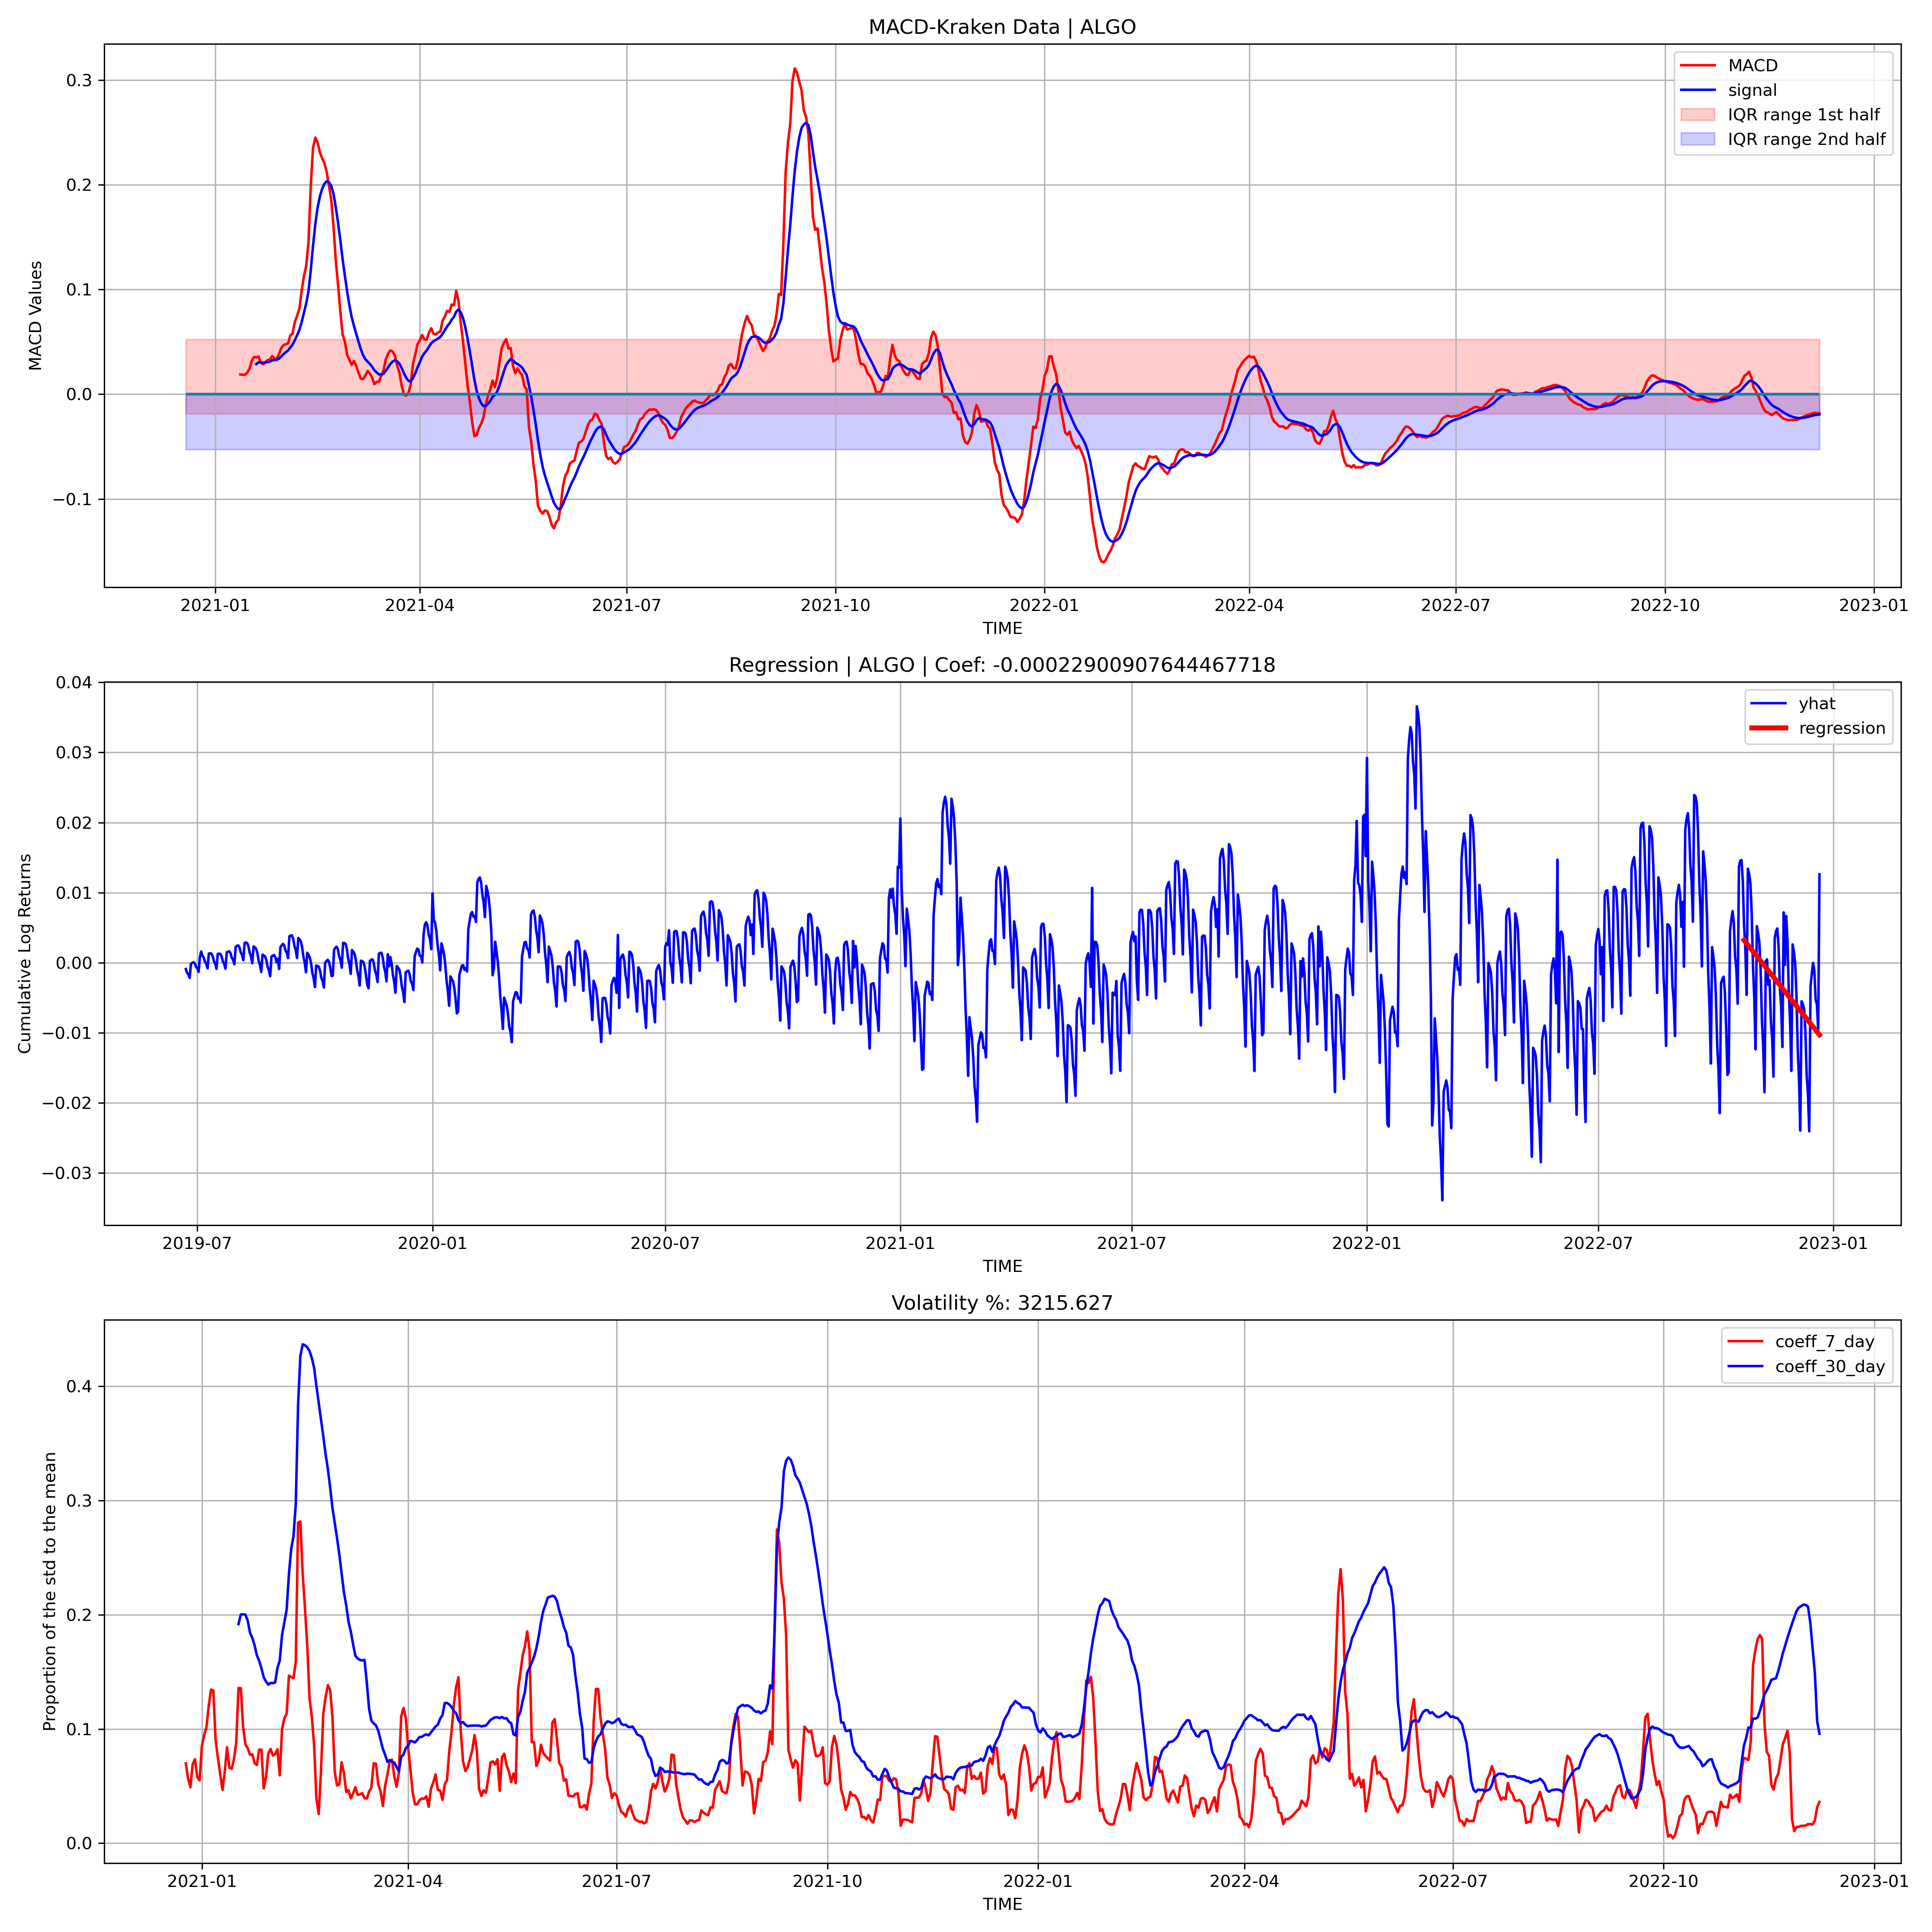 MACD-Kraken Data | ALGO
MACD Values
0.3
0.2
0.1
0.0
−0.1
MACD
signal
IQR range 1st half
IQR range 2nd half
2021-01 2021-04 2021-07 2021-10 2022-01 2022-04 2022-07 2022-10 2023-01
TIME
Regression | ALGO | Coef: -0.00022900907644467718
Cumulative Log Returns
0.04
0.03
0.02
0.01
0.00
−0.01
−0.02
−0.03
yhat
regression
2019-07 2020-01 2020-07 2021-01 2021-07 2022-01 2022-07 2023-01
TIME
Volatility %: 3215.627
Proportion of the std to the mean
0.4
0.3
0.2
0.1
0.0
coeff_7_day
coeff_30_day
2021-01 2021-04 2021-07 2021-10 2022-01 2022-04 2022-07 2022-10 2023-01
TIME